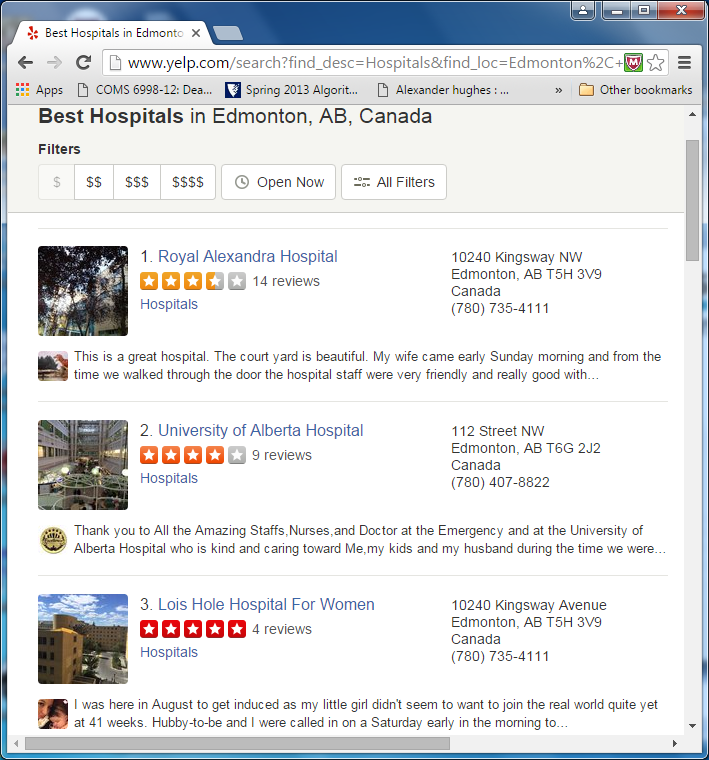 Best Hospitals in Edmonto
www.yelp.com/search?find_desc=Hospitals&find_loc=Edmonton%2C+
Apps COMS 6998-12: Dea... Spring 2013 Algorit... Alexander hughes : ... » Other bookmarks
Best Hospitals in Edmonton, AB, Canada
Filters
$ $$ $$$ $$$$ Open Now All Filters
1. Royal Alexandra Hospital
14 reviews
Hospitals
10240 Kingsway NW
Edmonton, AB T5H 3V9
Canada
(780) 735-4111
This is a great hospital. The court yard is beautiful. My wife came early Sunday morning and from the
time we walked through the door the hospital staff were very friendly and really good with...
2. University of Alberta Hospital
9 reviews
Hospitals
112 Street NW
Edmonton, AB T6G 2J2
Canada
(780) 407-8822
Thank you to All the Amazing Staffs,Nurses,and Doctor at the Emergency and at the University of
Alberta Hospital who is kind and caring toward Me,my kids and my husband during the time we were...
3. Lois Hole Hospital For Women
4 reviews
Hospitals
10240 Kingsway Avenue
Edmonton, AB T5H 3V9
Canada
(780) 735-4111
I was here in August to get induced as my little girl didn't seem to want to join the real world quite yet
at 41 weeks. Hubby-to-be and I were called in on a Saturday early in the morning to...